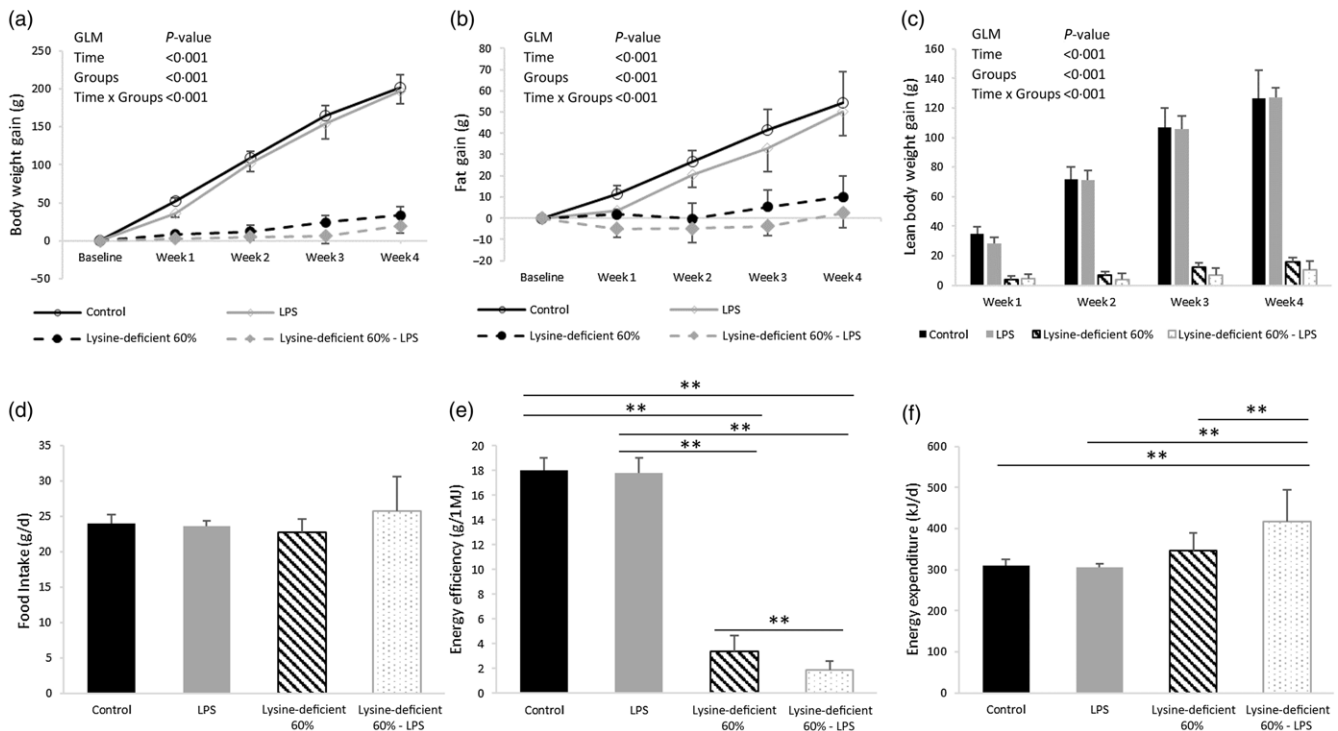 (a)
GLM P-value
Time <0·001
Groups <0·001
Time x Groups <0·001
Body weight gain (g)
250
200
150
100
50
0
−50
Baseline Week 1 Week 2 Week 3 Week 4
Control LPS
Lysine-deficient 60% Lysine-deficient 60% - LPS
(b)
GLM P-value
Time <0·001
Groups <0·001
Time x Groups <0·001
Fat gain (g)
80
70
60
50
40
30
20
10
0
−10
−20
Baseline Week 1 Week 2 Week 3 Week 4
Control LPS
Lysine-deficient 60% Lysine-deficient 60% - LPS
(c)
GLM P-value
Time <0·001
Groups <0·001
Time x Groups <0·001
Lean body weight gain (g)
160
140
120
100
80
60
40
20
0
Week 1 Week 2 Week 3 Week 4
Control LPS Lysine-deficient 60% Lysine-deficient 60% - LPS
(d)
Food Intake (g/d)
35
30
25
20
15
10
5
0
Control LPS Lysine-deficient Lysine-deficient
60% 60% - LPS
(e)
**
**
**
**
**
Energy efficiency (g/1MJ)
20
18
16
14
12
10
8
6
4
2
0
Control LPS Lysine-deficient Lysine-deficient
60% 60% - LPS
(f)
**
**
**
Energy expenditure (kJ/d)
600
500
400
300
200
100
0
Control LPS Lysine-deficient Lysine-deficient
60% 60% - LPS